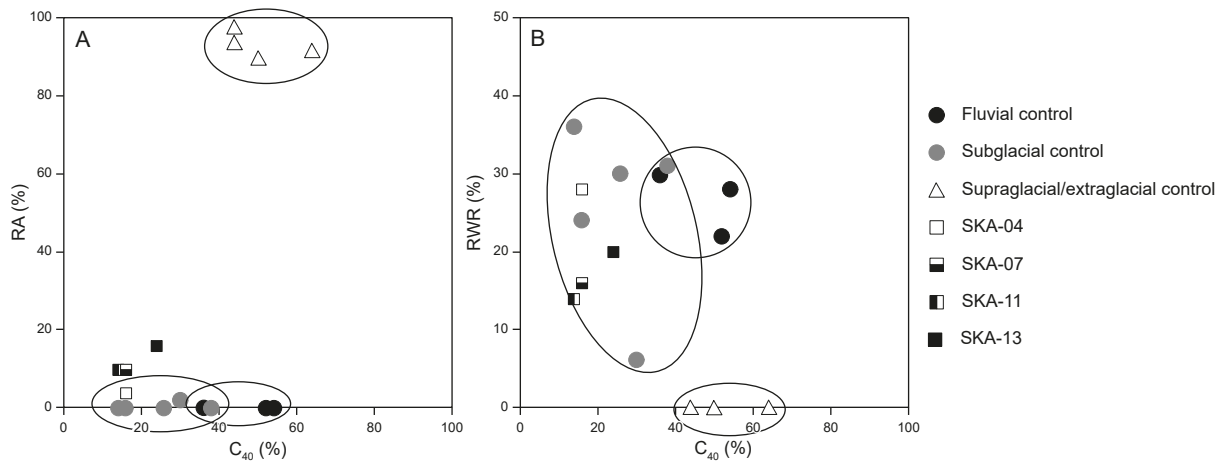 A
100
80
60
40
20
0
RA (%)
0 20 40 60 80 100
C₄₀ (%)
B
50
40
30
20
10
0
RWR (%)
0 20 40 60 80 100
C₄₀ (%)
Fluvial control
Subglacial control
Supraglacial/extraglacial control
SKA-04
SKA-07
SKA-11
SKA-13